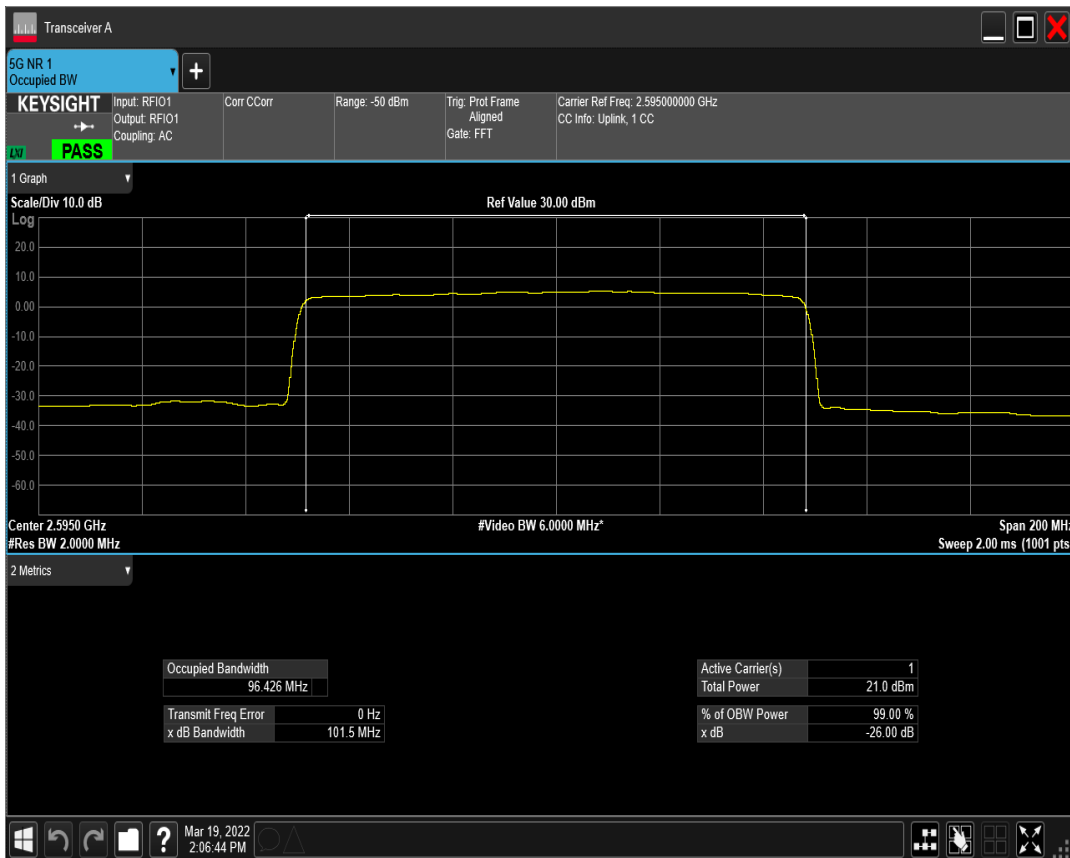 Transceiver A
5G NR 1
Occupied BW
+
KEYSIGHT
LXI
PASS
Input: RFIO1
Output: RFIO1
Coupling: AC
Corr CCorr
Range: -50 dBm
Trig: Prot Frame
Aligned
Gate: FFT
Carrier Ref Freq: 2.595000000 GHz
CC Info: Uplink, 1 CC
1 Graph
Scale/Div 10.0 dB
Ref Value 30.00 dBm
Log
20.0
10.0
0.00
-10.0
-20.0
-30.0
-40.0
-50.0
-60.0
Center 2.5950 GHz
#Video BW 6.0000 MHz*
Span 200 MHz
#Res BW 2.0000 MHz
Sweep 2.00 ms (1001 pts
2 Metrics
Occupied Bandwidth
96.426 MHz
Transmit Freq Error 0 Hz
x dB Bandwidth 101.5 MHz
Active Carrier(s) 1
Total Power 21.0 dBm
% of OBW Power 99.00 %
x dB -26.00 dB
?
Mar 19, 2022
2:06:44 PM